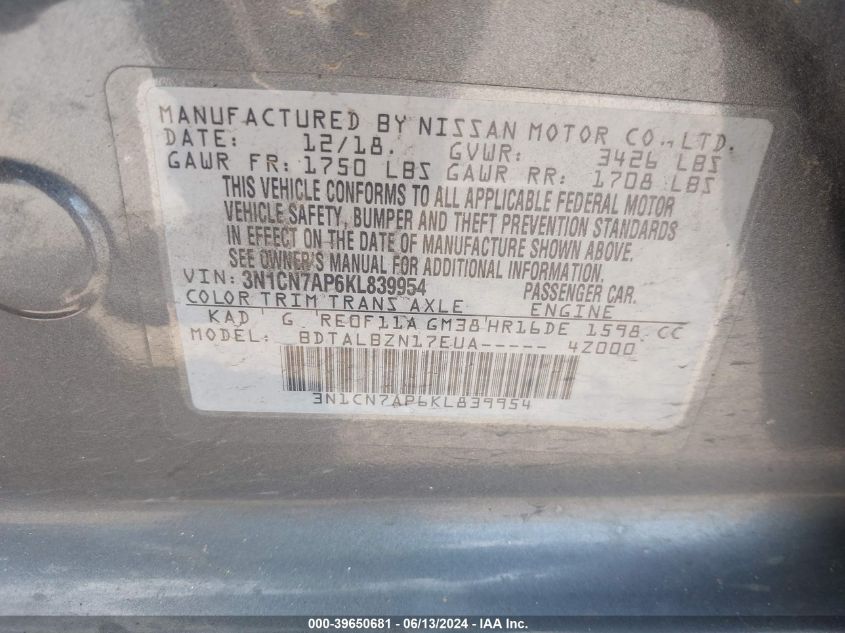 MANUFACTURED BY NISSAN MOTOR CO., LTD.
DATE: 12/18. GVWR: 3426 LBS
GAWR FR: 1750 LBS GAWR RR: 1708 LBS
THIS VEHICLE CONFORMS TO ALL APPLICABLE FEDERAL MOTOR
VEHICLE SAFETY, BUMPER AND THEFT PREVENTION STANDARDS
IN EFFECT ON THE DATE OF MANUFACTURE SHOWN ABOVE.
SEE OWNER'S MANUAL FOR ADDITIONAL INFORMATION.
VIN: 3N1CN7AP6KL839954 PASSENGER CAR.
COLOR TRIM TRANS AXLE ENGINE
KAD G RE0F11A GM38 HR16DE 1598 CC
MODEL: BDTALBZN17EUA----- 4Z000
3N1CN7AP6KL839954
000-39650681 - 06/13/2024 - IAA Inc.